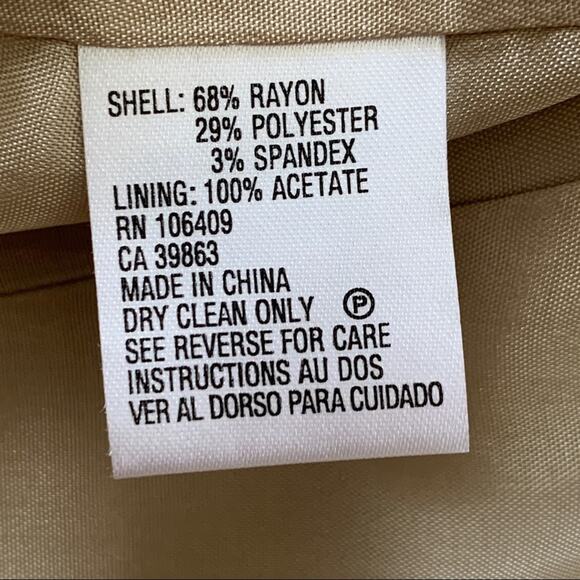 SHELL: 68% RAYON
29% POLYESTER
3% SPANDEX
LINING: 100% ACETATE
RN 106409
CA 39863
MADE IN CHINA
DRY CLEAN ONLY Ⓟ
SEE REVERSE FOR CARE
INSTRUCTIONS AU DOS
VER AL DORSO PARA CUIDADO